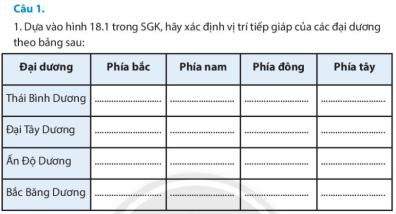 Câu 1.
1. Dựa vào hình 18.1 trong SGK, hãy xác định vị trí tiếp giáp của các đại dương
theo bảng sau:
Đại dương Phía bắc Phía nam Phía đông Phía tây
Thái Bình Dương ............................ ............................ ............................ ............................
Đại Tây Dương ............................ ............................ ............................ ............................
Ấn Độ Dương ............................ ............................ ............................ ............................
Bắc Băng Dương ............................ ............................ ............................ ............................